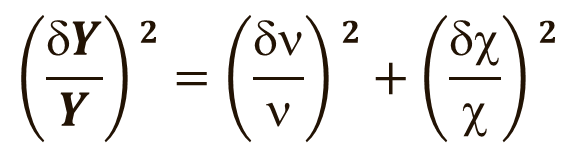 (δY/Y)² = (δν/ν)² + (δχ/χ)²